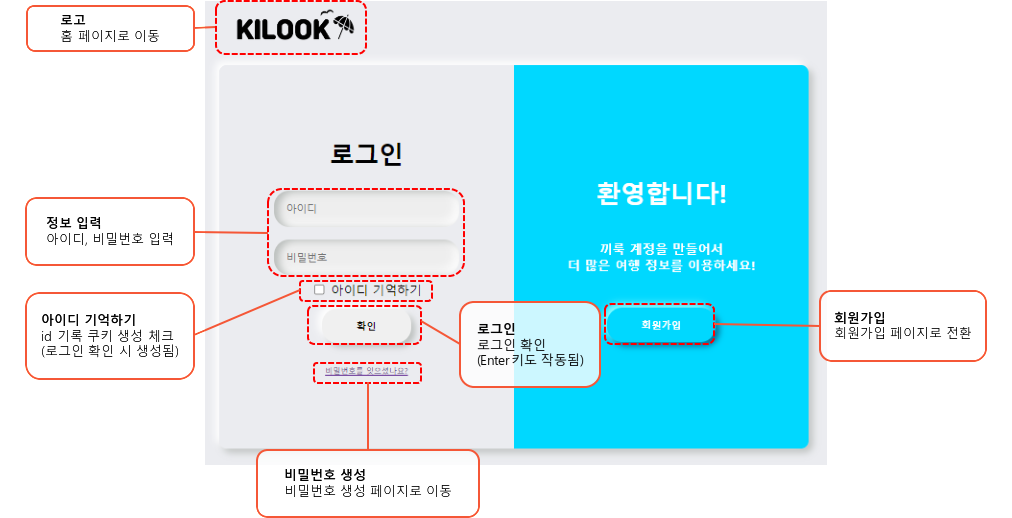 로고
홈 페이지로 이동
KILOOK
로그인
아이디
비밀번호
아이디 기억하기
확인
비밀번호를 잊으셨나요?
환영합니다!
끼룩 계정을 만들어서
더 많은 여행 정보를 이용하세요!
회원가입
정보 입력
아이디, 비밀번호 입력
아이디 기억하기
id 기록 쿠키 생성 체크
(로그인 확인 시 생성됨)
로그인
로그인 확인
(Enter키도 작동됨)
회원가입
회원가입 페이지로 전환
비밀번호 생성
비밀번호 생성 페이지로 이동